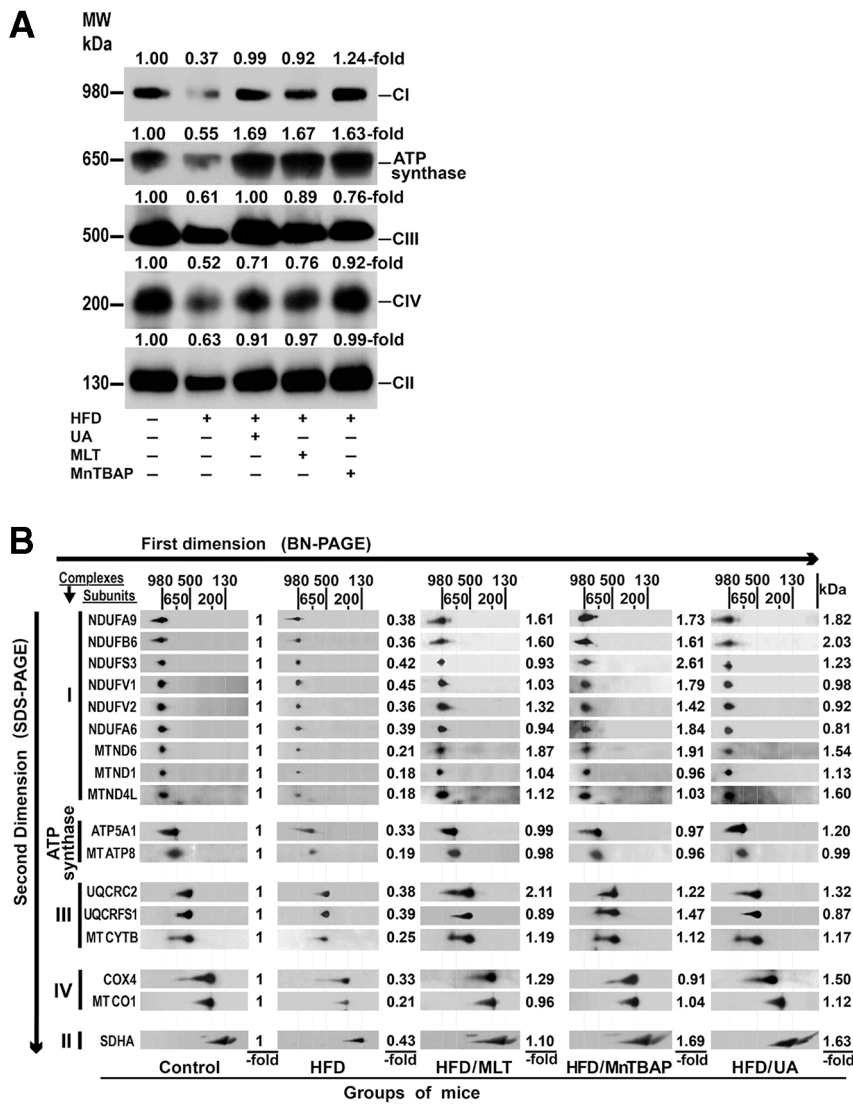 A
MW
kDa
1.00 0.37 0.99 0.92 1.24-fold
980 CI
1.00 0.55 1.69 1.67 1.63-fold
650 ATP
synthase
1.00 0.61 1.00 0.89 0.76-fold
500 CIII
1.00 0.52 0.71 0.76 0.92-fold
200 CIV
1.00 0.63 0.91 0.97 0.99-fold
130 CII
HFD – + + + +
UA – – + – –
MLT – – – + –
MnTBAP – – – – +
B
First dimension (BN-PAGE)
Complexes 980 500 130 980 500 130 980 500 130 980 500 130 980 500 130 kDa
Subunits 650 200 650 200 650 200 650 200 650 200
Second Dimension (SDS-PAGE)
I
NDUFA9 1 0.38 1.61 1.73 1.82
NDUFB6 1 0.36 1.60 1.61 2.03
NDUFS3 1 0.42 0.93 2.61 1.23
NDUFV1 1 0.45 1.03 1.79 0.98
NDUFV2 1 0.36 1.32 1.42 0.92
NDUFA6 1 0.39 0.94 1.84 0.81
MTND6 1 0.21 1.87 1.91 1.54
MTND1 1 0.18 1.04 0.96 1.13
MTND4L 1 0.18 1.12 1.03 1.60
ATP
synthase
ATP5A1 1 0.33 0.99 0.97 1.20
MTATP8 1 0.19 0.98 0.96 0.99
III
UQCRC2 1 0.38 2.11 1.22 1.32
UQCRFS1 1 0.39 0.89 1.47 0.87
MTCYTB 1 0.25 1.19 1.12 1.17
IV
COX4 1 0.33 1.29 0.91 1.50
MTCO1 1 0.21 0.96 1.04 1.12
II SDHA 1 0.43 1.10 1.69 1.63
-fold -fold -fold -fold -fold
Control HFD HFD/MLT HFD/MnTBAP HFD/UA
Groups of mice